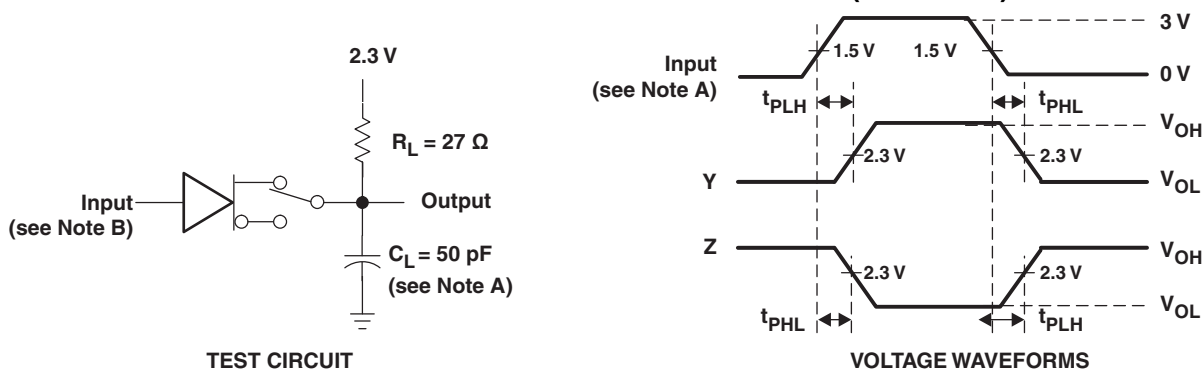 2.3 V
R_L = 27 Ω
Input
(see Note B)
Output
C_L = 50 pF
(see Note A)
TEST CIRCUIT
3 V
1.5 V 1.5 V
Input
(see Note A)
0 V
t_PLH t_PHL
V_OH
2.3 V 2.3 V
Y
V_OL
Z
V_OH
2.3 V 2.3 V
V_OL
t_PHL t_PLH
VOLTAGE WAVEFORMS